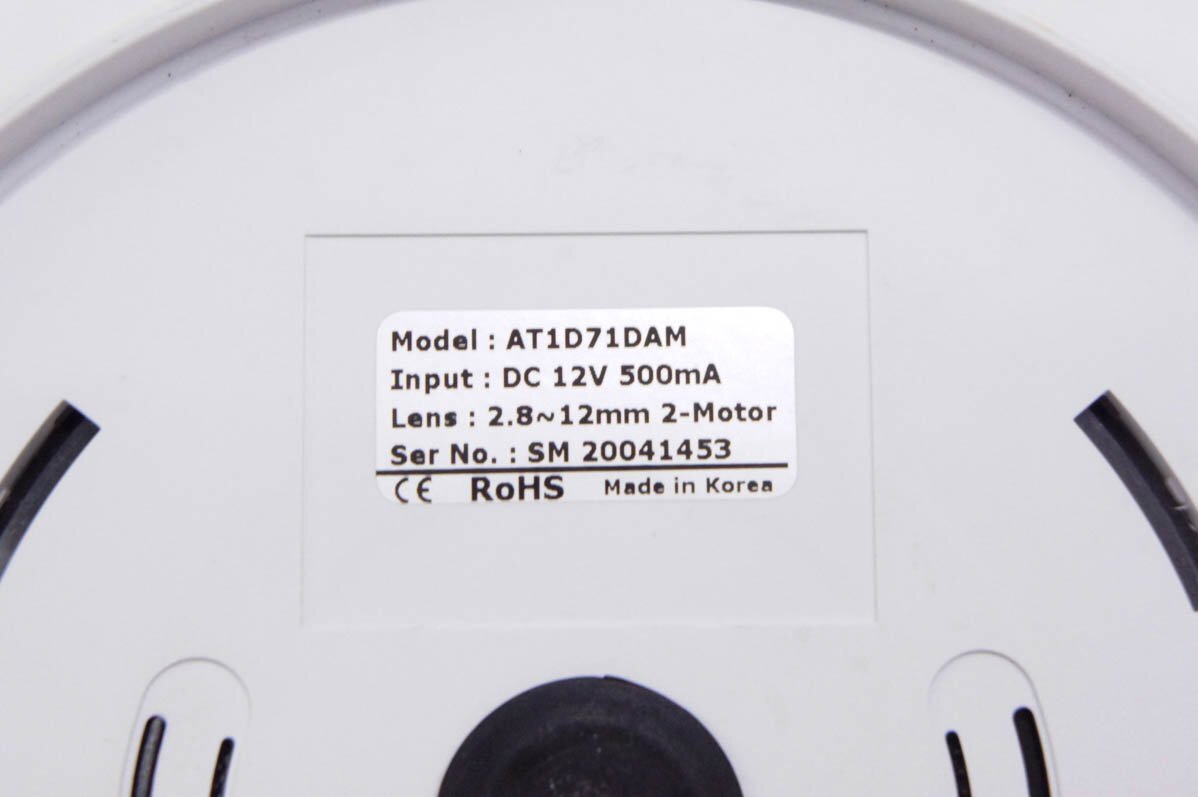 Model : AT1D71DAM
Input : DC 12V 500mA
Lens : 2.8~12mm 2-Motor
Ser No. : SM 20041453
CE RoHS Made in Korea